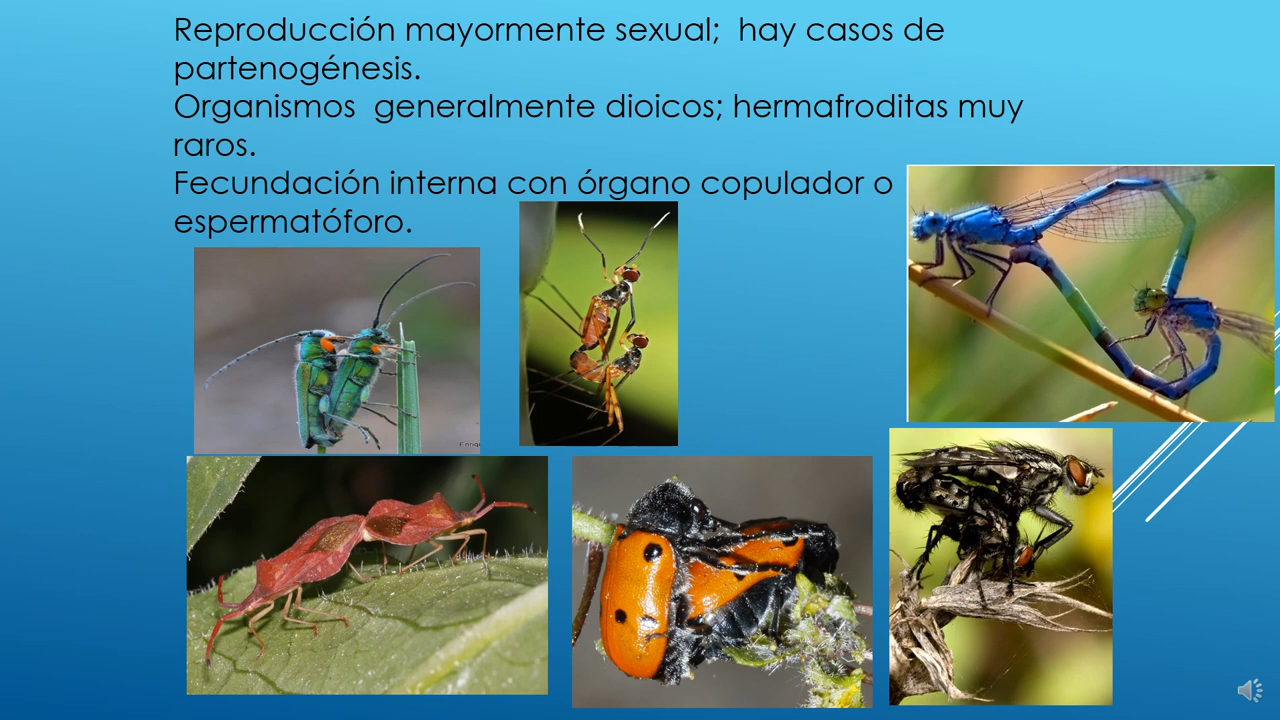 Reproducción mayormente sexual;  hay casos de
partenogénesis.
Organismos  generalmente dioicos; hermafroditas muy
raros.
Fecundación interna con órgano copulador o
espermatóforo.